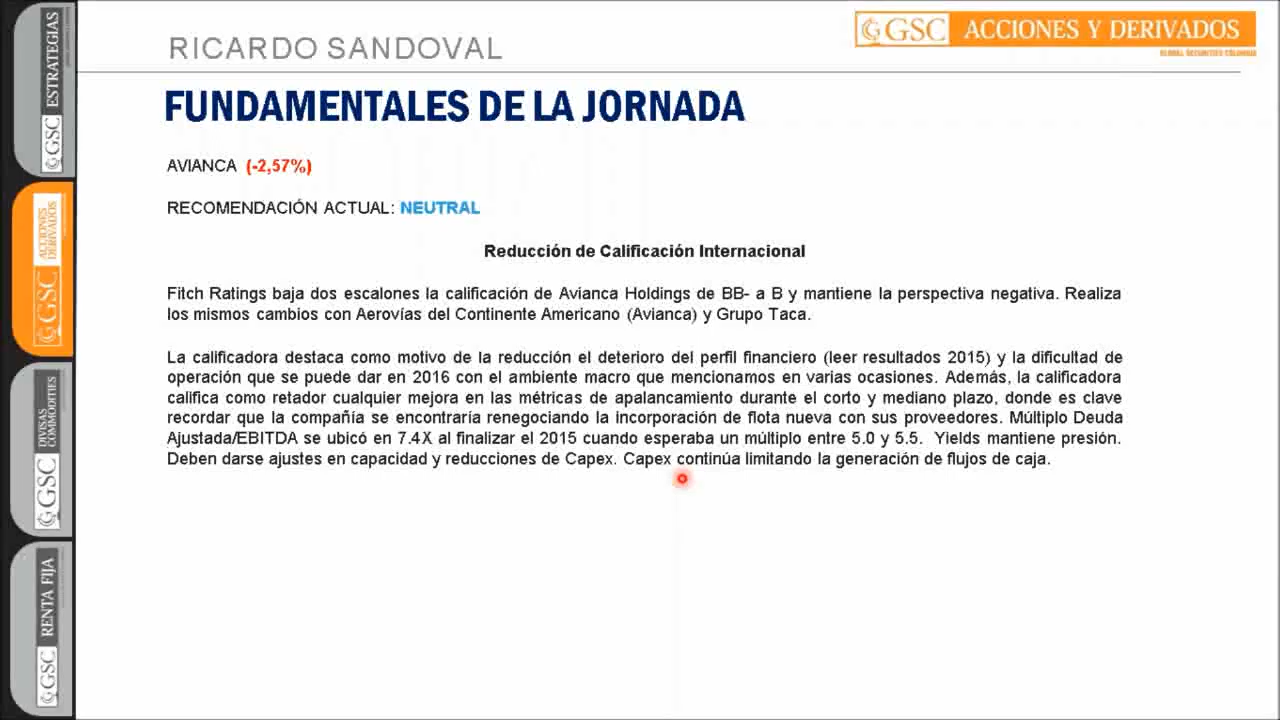 RICARDO SANDOVAL
GSC ACCIONES Y DERIVADOS
GLOBAL SECURITIES COLOMBIA
FUNDAMENTALES DE LA JORNADA
AVIANCA (-2,57%)
RECOMENDACIÓN ACTUAL: NEUTRAL
Reducción de Calificación Internacional
Fitch Ratings baja dos escalones la calificación de Avianca Holdings de BB- a B y mantiene la perspectiva negativa. Realiza
los mismos cambios con Aerovías del Continente Americano (Avianca) y Grupo Taca.
La calificadora destaca como motivo de la reducción el deterioro del perfil financiero (leer resultados 2015) y la dificultad de
operación que se puede dar en 2016 con el ambiente macro que mencionamos en varias ocasiones. Además, la calificadora
califica como retador cualquier mejora en las métricas de apalancamiento durante el corto y mediano plazo, donde es clave
recordar que la compañía se encontraría renegociando la incorporación de flota nueva con sus proveedores. Múltiplo Deuda
Ajustada/EBITDA se ubicó en 7.4X al finalizar el 2015 cuando esperaba un múltiplo entre 5.0 y 5.5. Yields mantiene presión.
Deben darse ajustes en capacidad y reducciones de Capex. Capex continúa limitando la generación de flujos de caja.
GSC ESTRATEGIAS
GSC ACCIONES
DERIVADOS
GSC DIVISAS
COMMODITIES
GSC RENTA FIJA